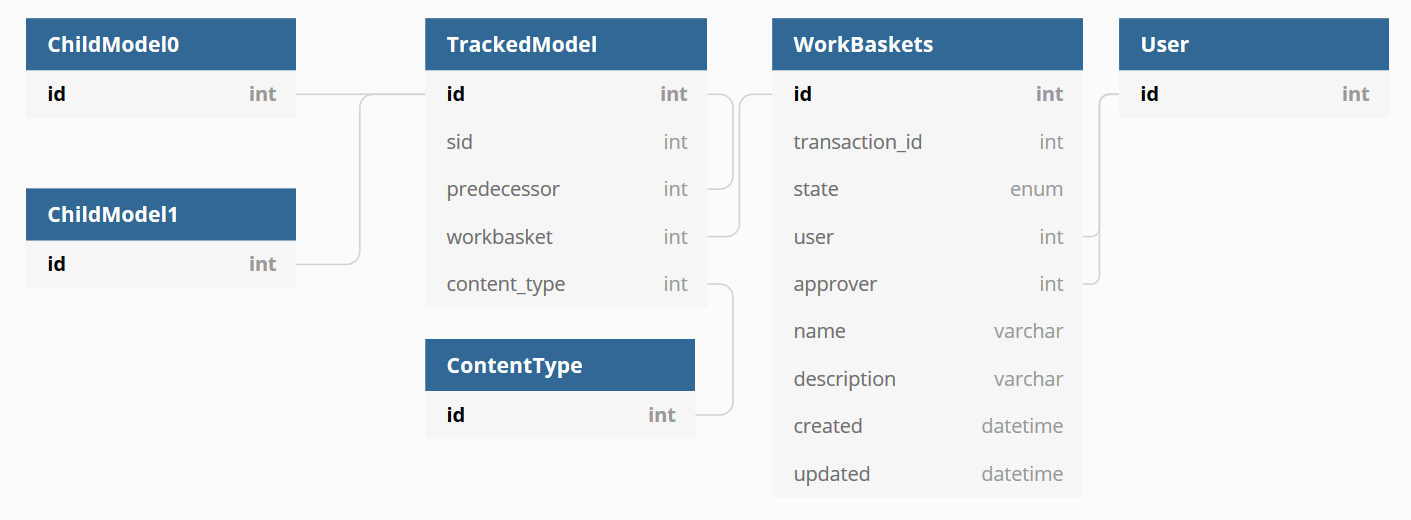 ChildModel0
id int
ChildModel1
id int
TrackedModel
id int
sid int
predecessor int
workbasket int
content_type int
ContentType
id int
WorkBaskets
id int
transaction_id int
state enum
user int
approver int
name varchar
description varchar
created datetime
updated datetime
User
id int